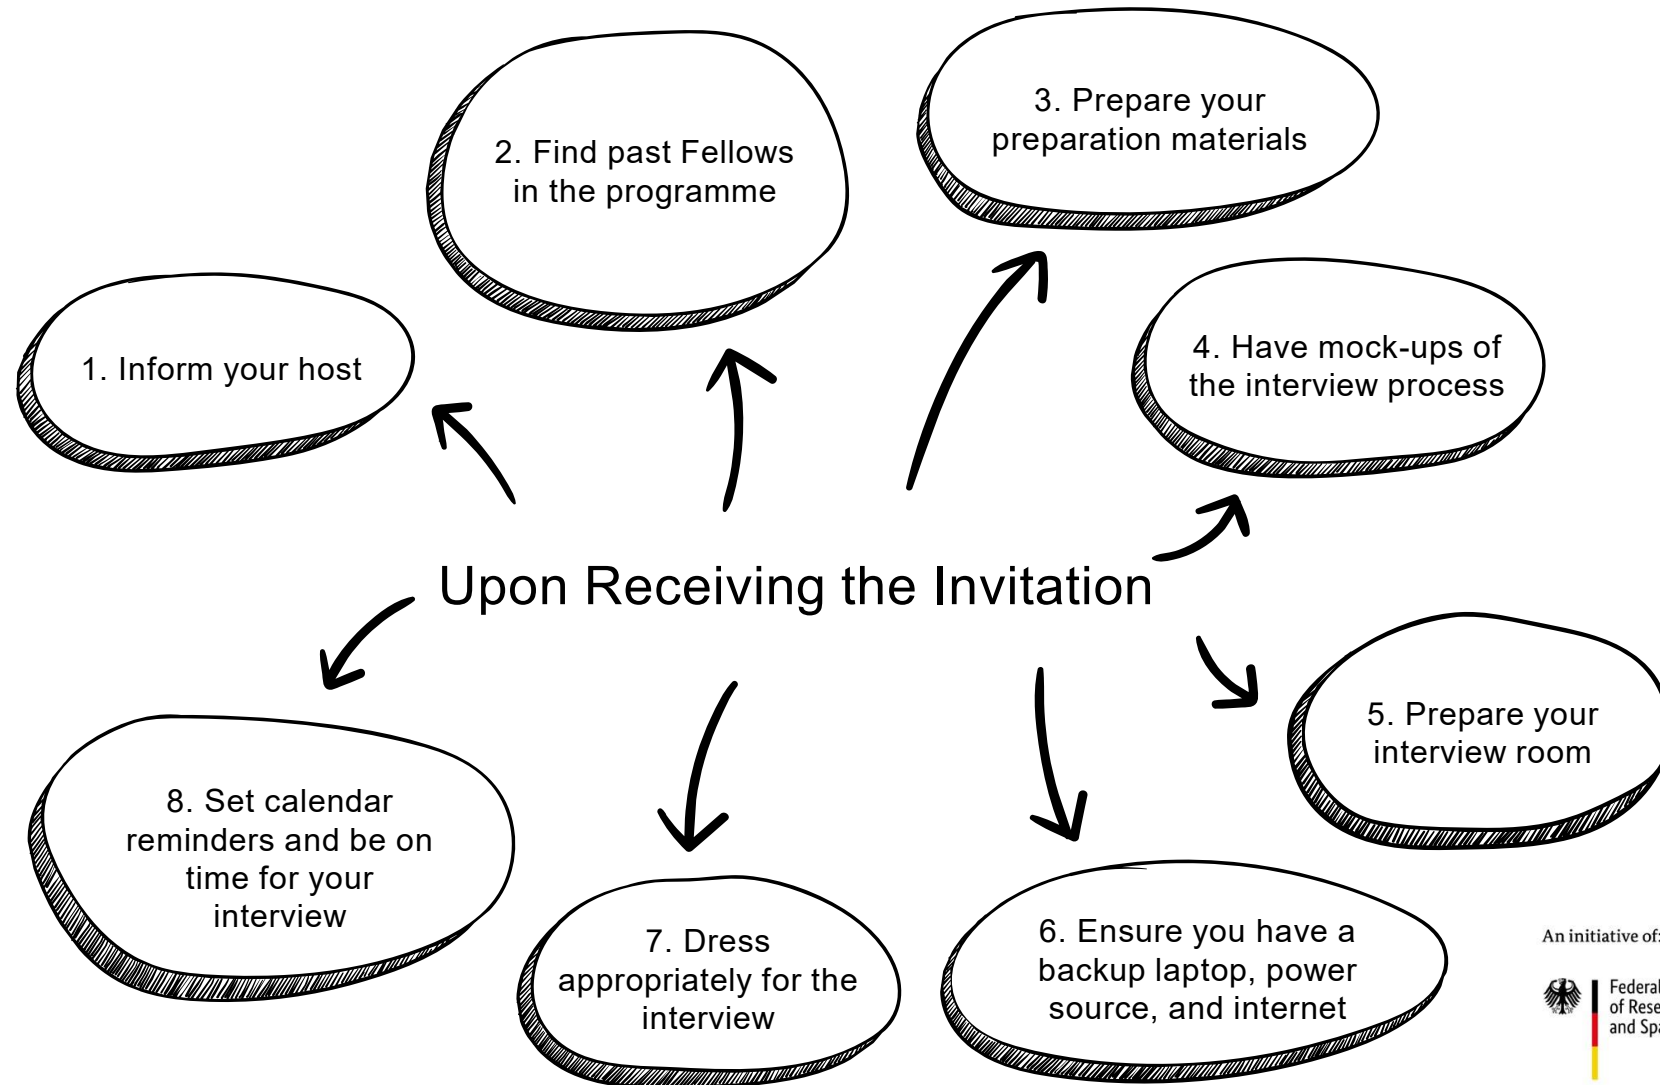 2. Find past Fellows
in the programme
3. Prepare your
preparation materials
1. Inform your host
4. Have mock-ups of
the interview process
Upon Receiving the Invitation
5. Prepare your
interview room
8. Set calendar
reminders and be on
time for your
interview
7. Dress
appropriately for the
interview
6. Ensure you have a
backup laptop, power
source, and internet
An initiative of:
Federal
of Rese
and Spa